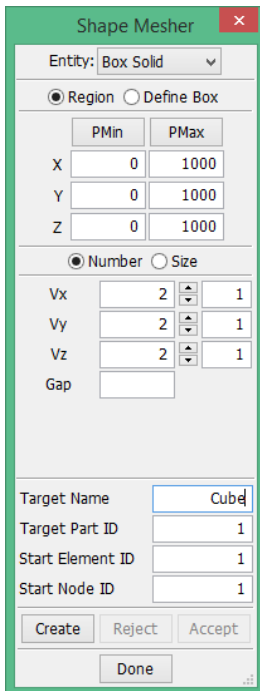 Shape Mesher ×
Entity: Box Solid
Region Define Box
PMin PMax
X 0 1000
Y 0 1000
Z 0 1000
Number Size
Vx 2 1
Vy 2 1
Vz 2 1
Gap
Target Name Cube
Target Part ID 1
Start Element ID 1
Start Node ID 1
Create Reject Accept
Done